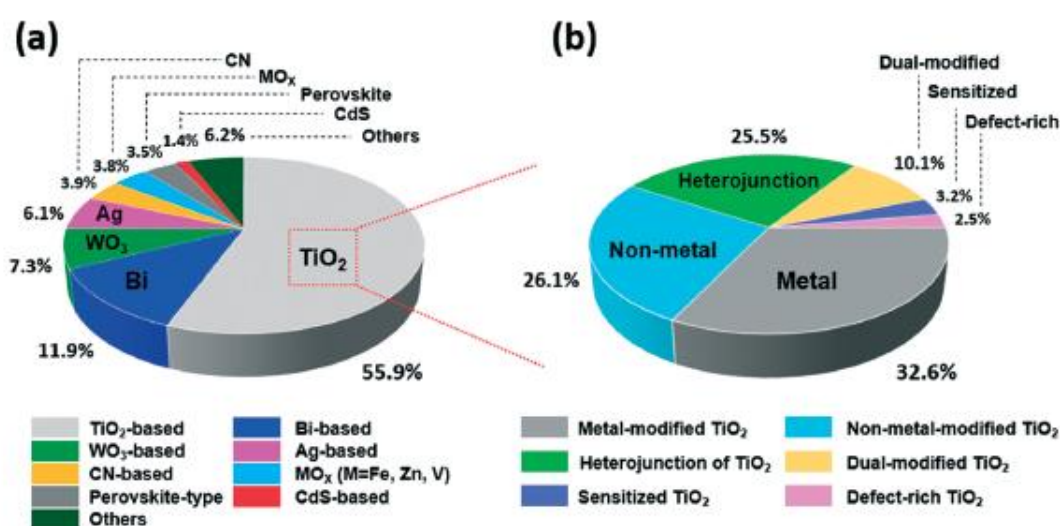 (a)
CN
MOₓ
Perovskite
CdS
Others
6.2%
1.4%
3.5%
3.8%
3.9%
6.1%
Ag
WO₃
7.3%
Bi
11.9%
TiO₂
55.9%
TiO₂-based
Bi-based
WO₃-based
Ag-based
CN-based
MOₓ (M=Fe, Zn, V)
Perovskite-type
CdS-based
Others
(b)
Dual-modified
Sensitized
Defect-rich
25.5%
10.1%
3.2%
2.5%
Heterojunction
Non-metal
26.1%
Metal
32.6%
Metal-modified TiO₂
Non-metal-modified TiO₂
Heterojunction of TiO₂
Dual-modified TiO₂
Sensitized TiO₂
Defect-rich TiO₂